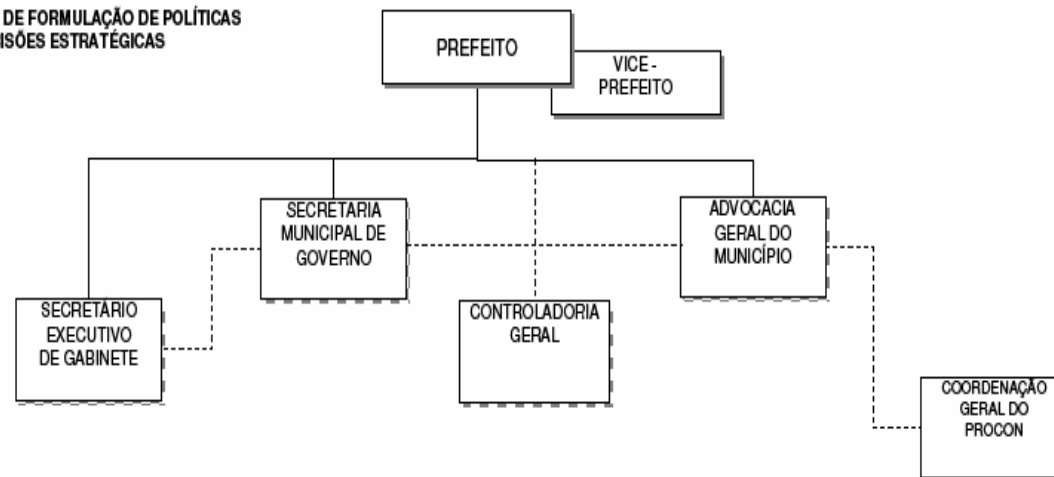 DE FORMULAÇÃO DE POLÍTICAS
ISÕES ESTRATÉGICAS
PREFEITO
VICE -
PREFEITO
SECRETARIA
MUNICIPAL DE
GOVERNO
ADVOCACIA
GERAL DO
MUNICÍPIO
SECRETÁRIO
EXECUTIVO
DE GABINETE
CONTROLADORIA
GERAL
COORDENAÇÃO
GERAL DO
PROCON